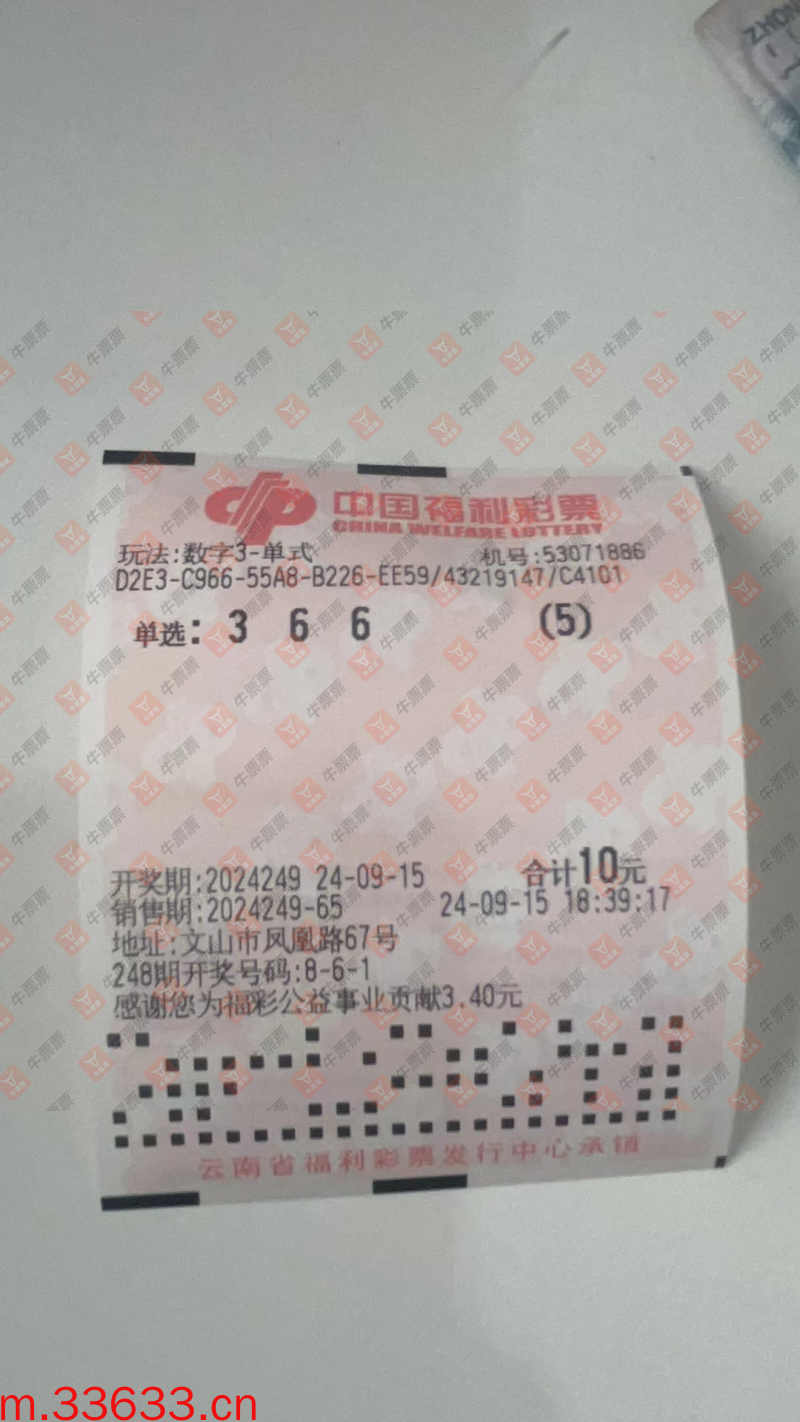 ZHON
中国福利彩票
CHINA WELFARE LOTTERY
玩法:数字3-单式 机号:53071886
D2E3-C966-55A8-B226-EE59/43219147/C4101
单选: 3 6 6 (5)
开奖期:2024249 24-09-15 合计10元
销售期:2024249-65 24-09-15 18:39:17
地址:文山市凤凰路67号
248期开奖号码:8-6-1
感谢您为福彩公益事业贡献3.40元
云南省福利彩票发行中心承销
牛票票
m.33633.cn